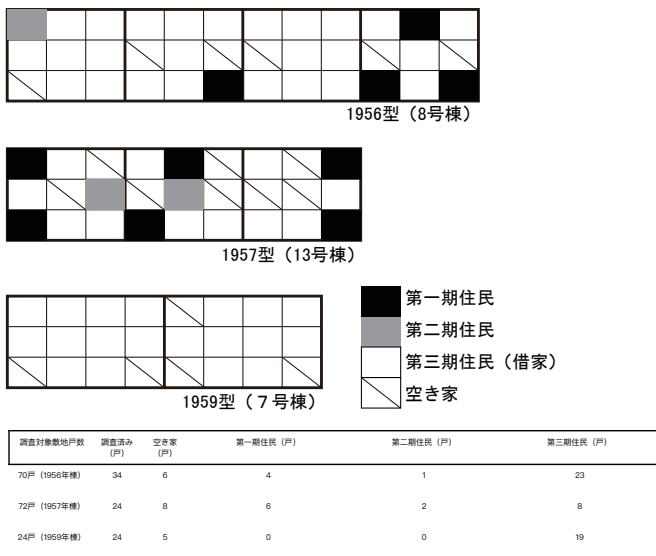 1956型（8号棟）
1957型（13号棟）
第一期住民
第二期住民
第三期住民（借家）
空き家
1959型（７号棟）
調査対象敷地戸数 調査済み（戸） 空き家（戸） 第一期住民（戸） 第二期住民（戸） 第三期住民（戸）
70戸（1956年棟） 34 6 4 1 23
72戸（1957年棟） 24 8 6 2 8
24戸（1959年棟） 24 5 0 0 19